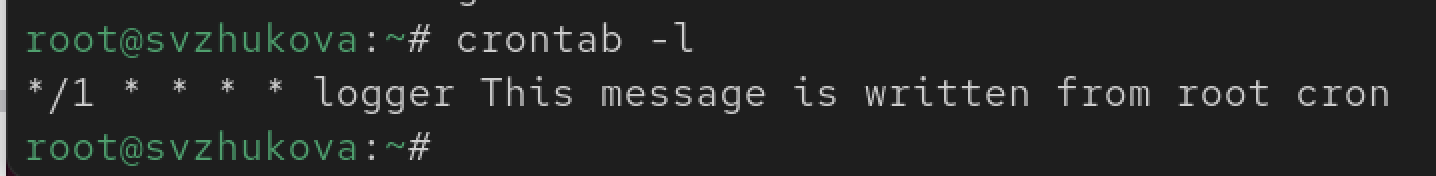 root@svzhukova:~# crontab -l
*/1 * * * * logger This message is written from root cron
root@svzhukova:~#